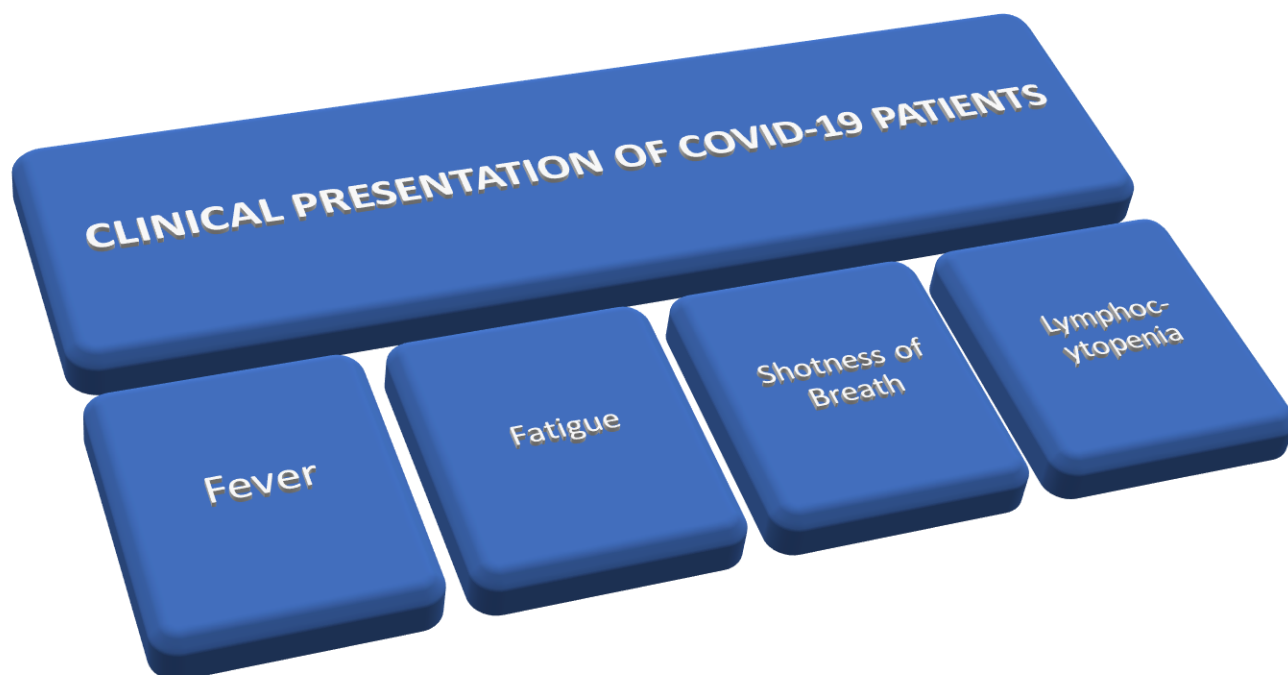 CLINICAL PRESENTATION OF COVID-19 PATIENTS
Fever
Fatigue
Shotness of
Breath
Lymphoc-
ytopenia